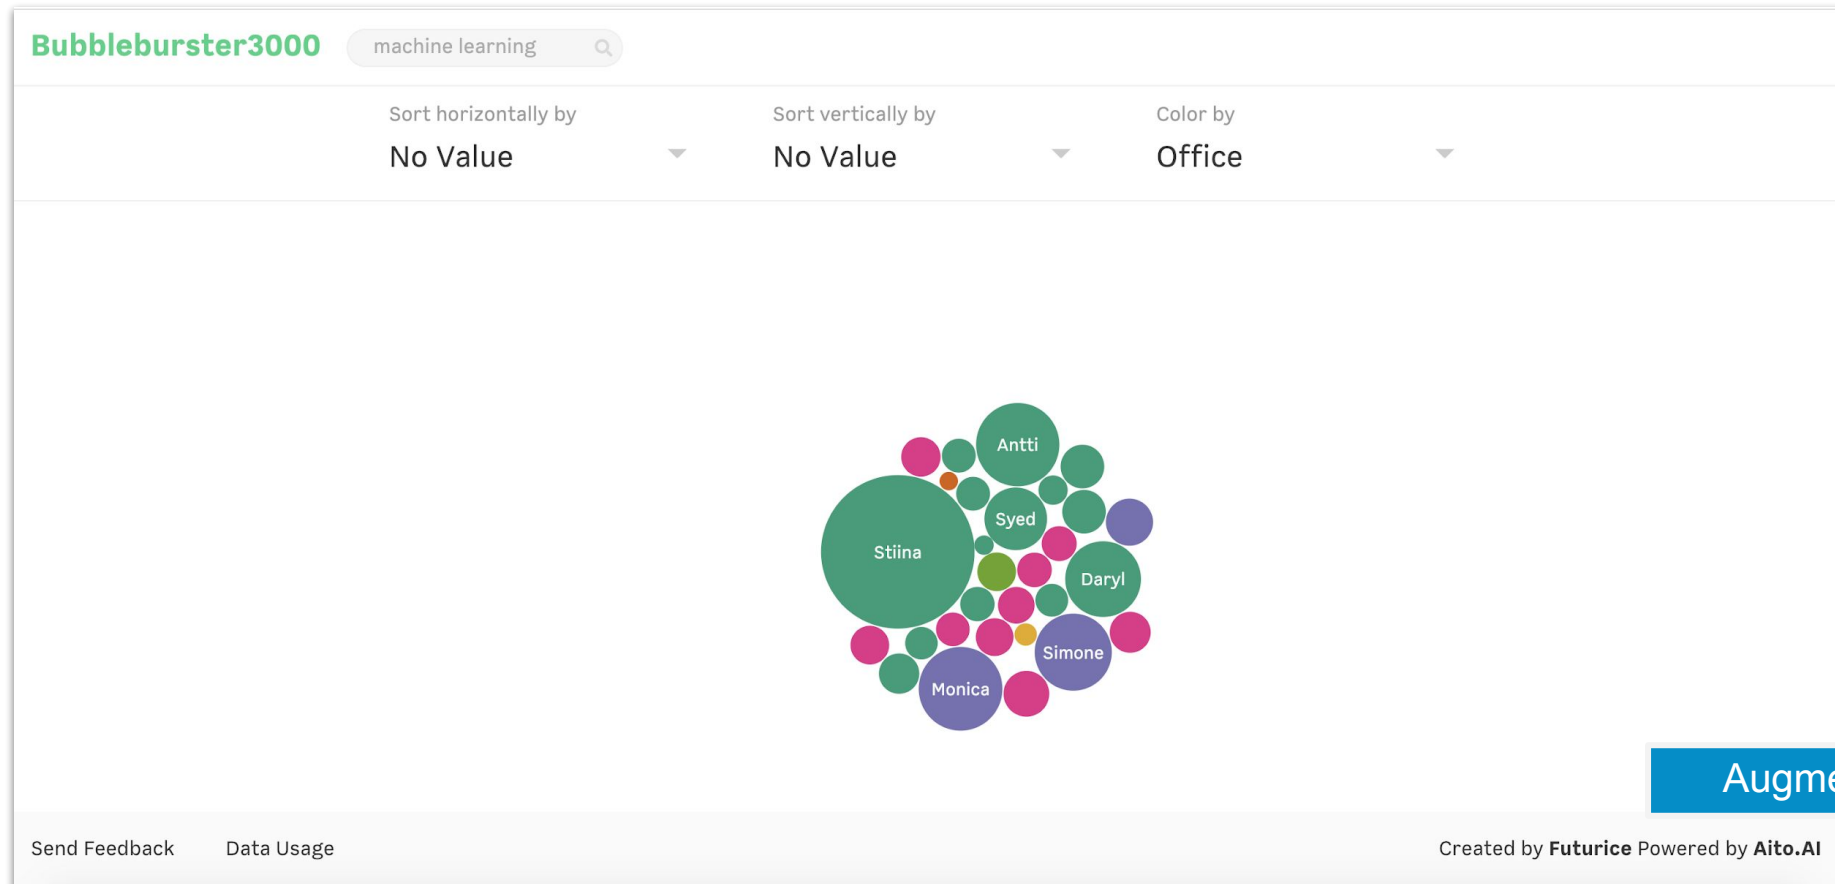 Bubbleburster3000
machine learning
Sort horizontally by
No Value
Sort vertically by
No Value
Color by
Office
Antti
Syed
Stiina
Daryl
Simone
Monica
Augme
Send Feedback
Data Usage
Created by Futurice Powered by Aito.AI